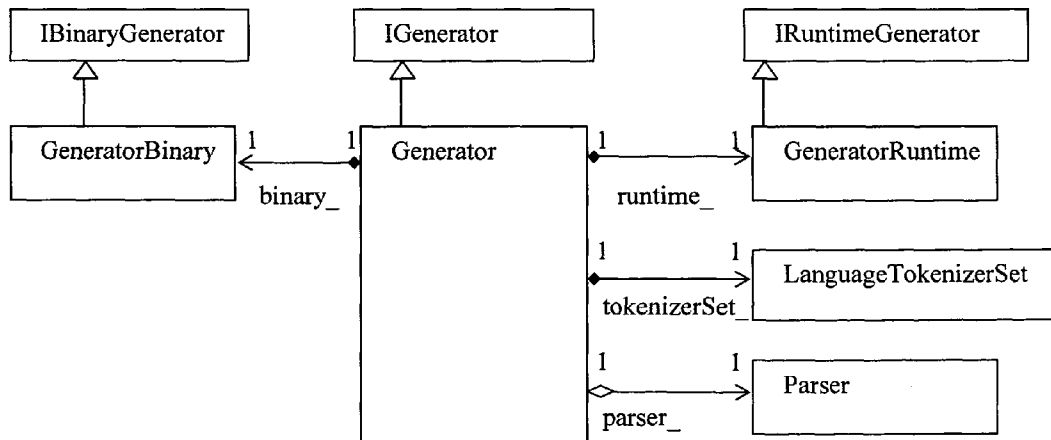 IBinaryGenerator
IGenerator
IRuntimeGenerator
GeneratorBinary
1
1
binary_
Generator
1
1
runtime_
GeneratorRuntime
1
1
tokenizerSet_
LanguageTokenizerSet
1
1
parser_
Parser